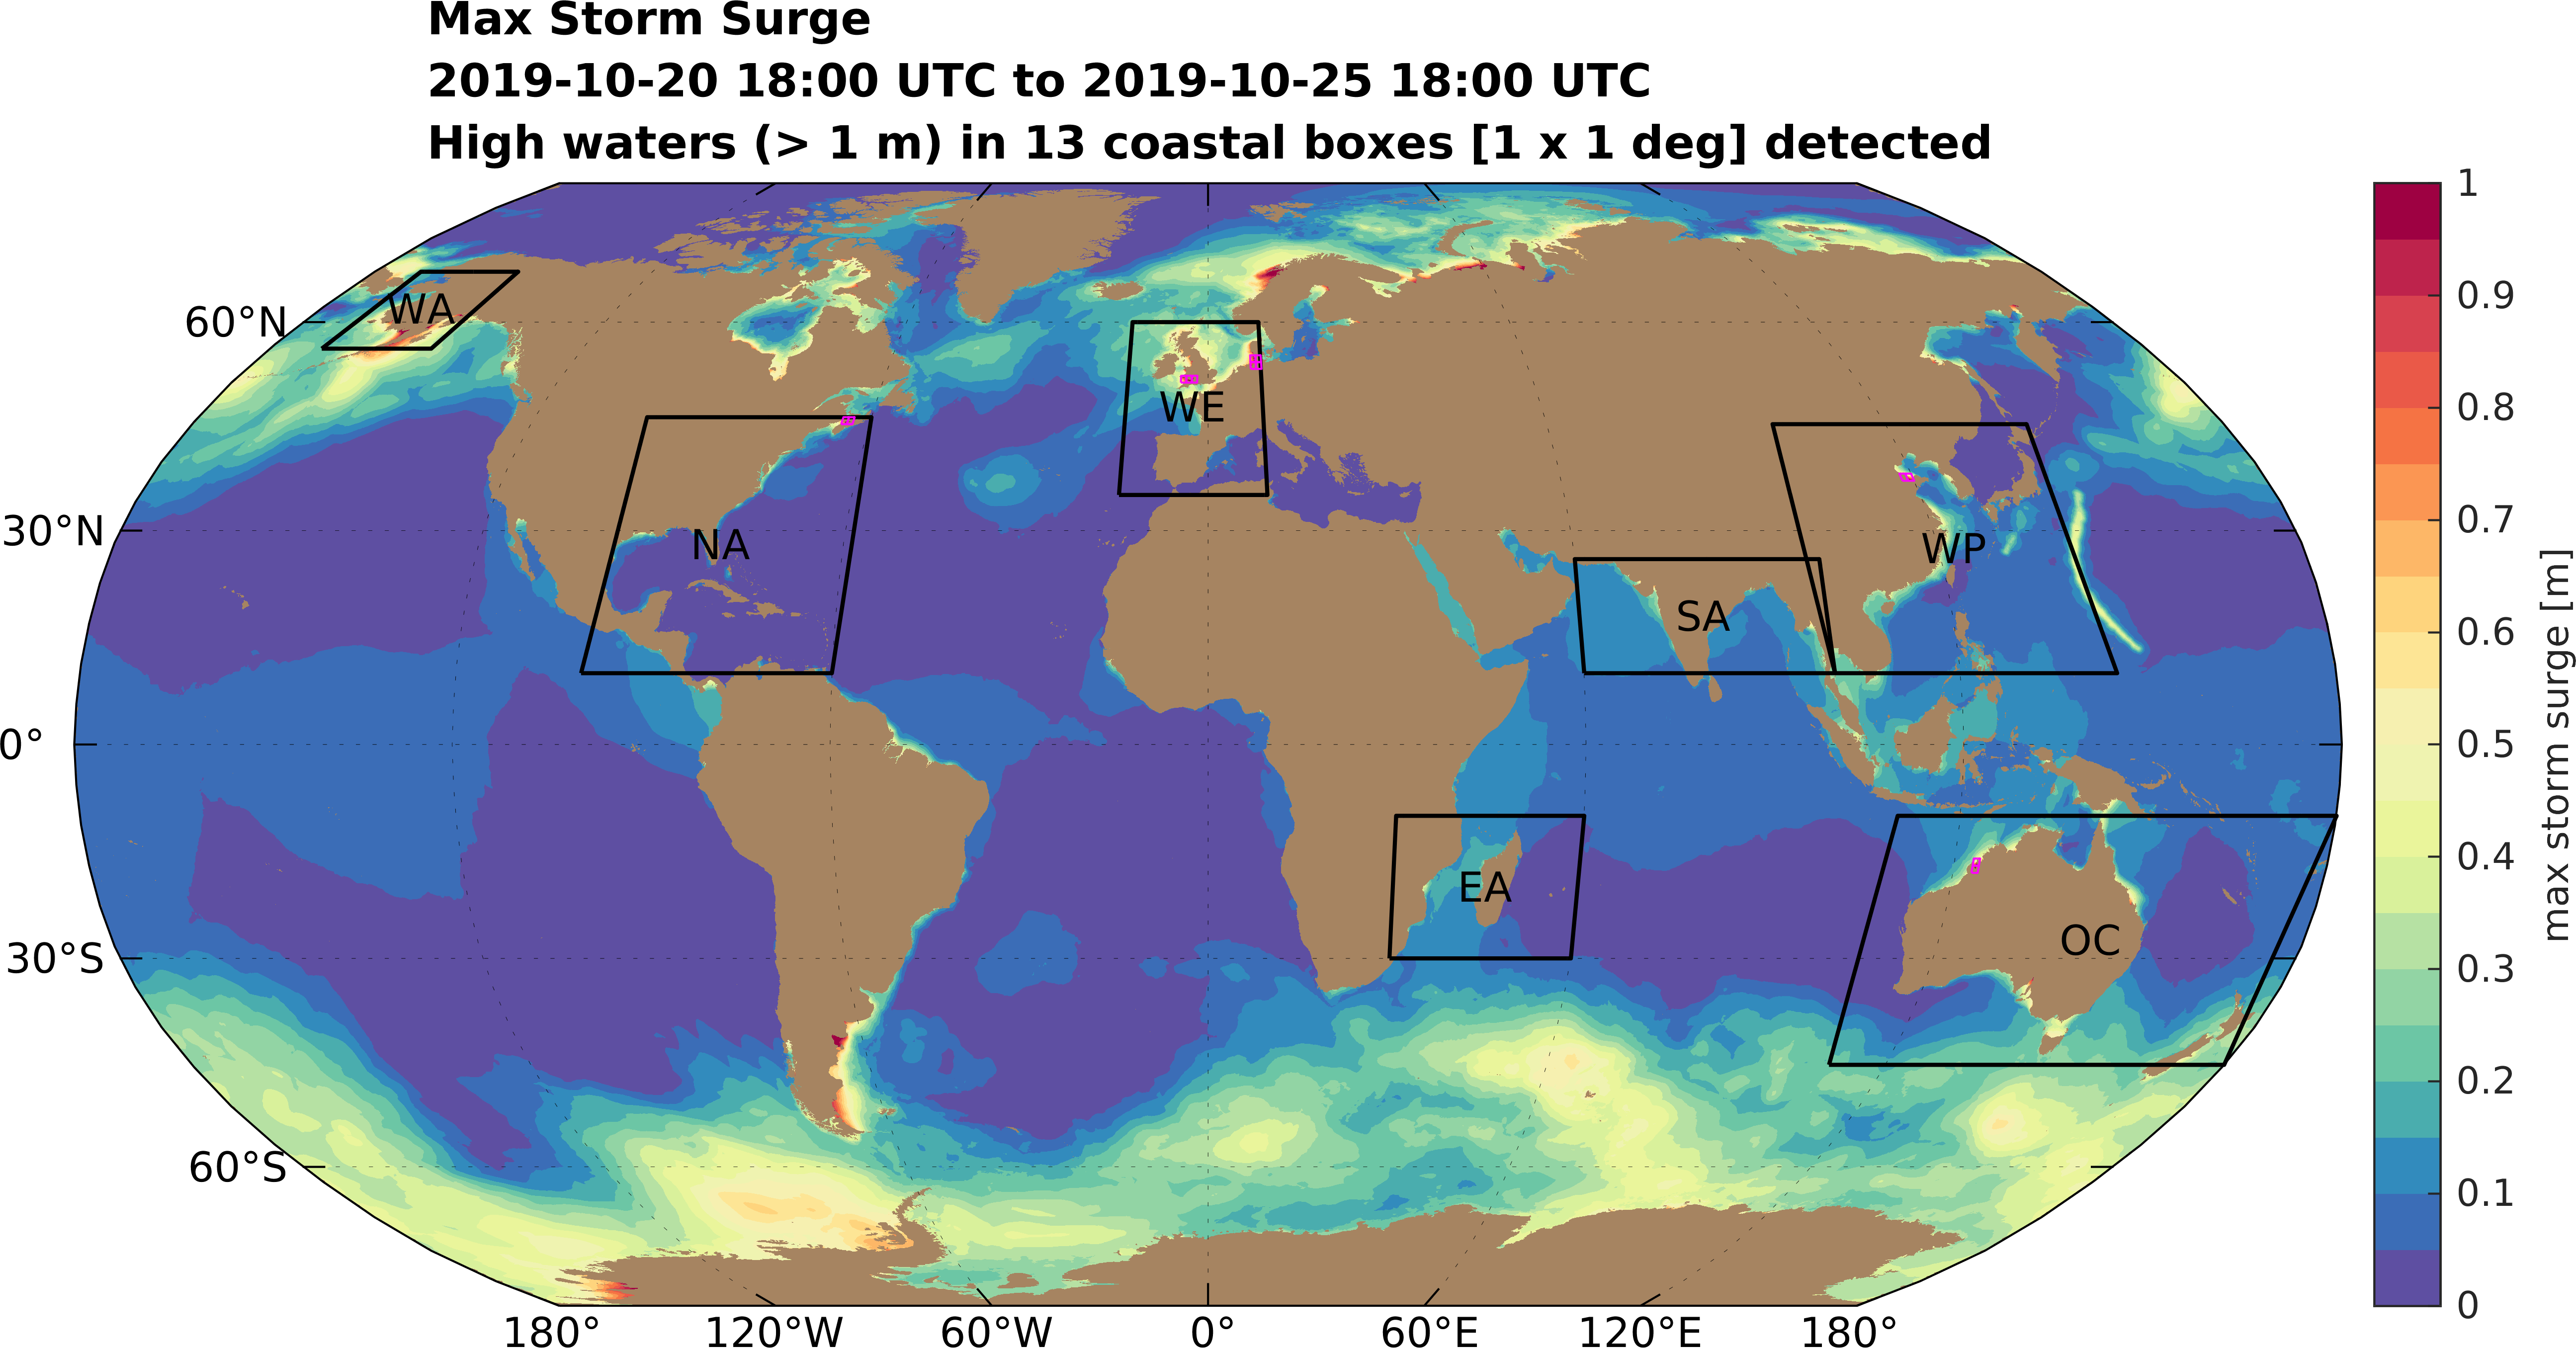 Max Storm Surge
2019-10-20 18:00 UTC to 2019-10-25 18:00 UTC
High waters (> 1 m) in 13 coastal boxes [1 x 1 deg] detected
60°N
30°N
0°
30°S
60°S
180°
120°W
60°W
0°
60°E
120°E
180°
WA
NA
WE
SA
WP
EA
OC
1
0.9
0.8
0.7
0.6
0.5
0.4
0.3
0.2
0.1
0
max storm surge [m]